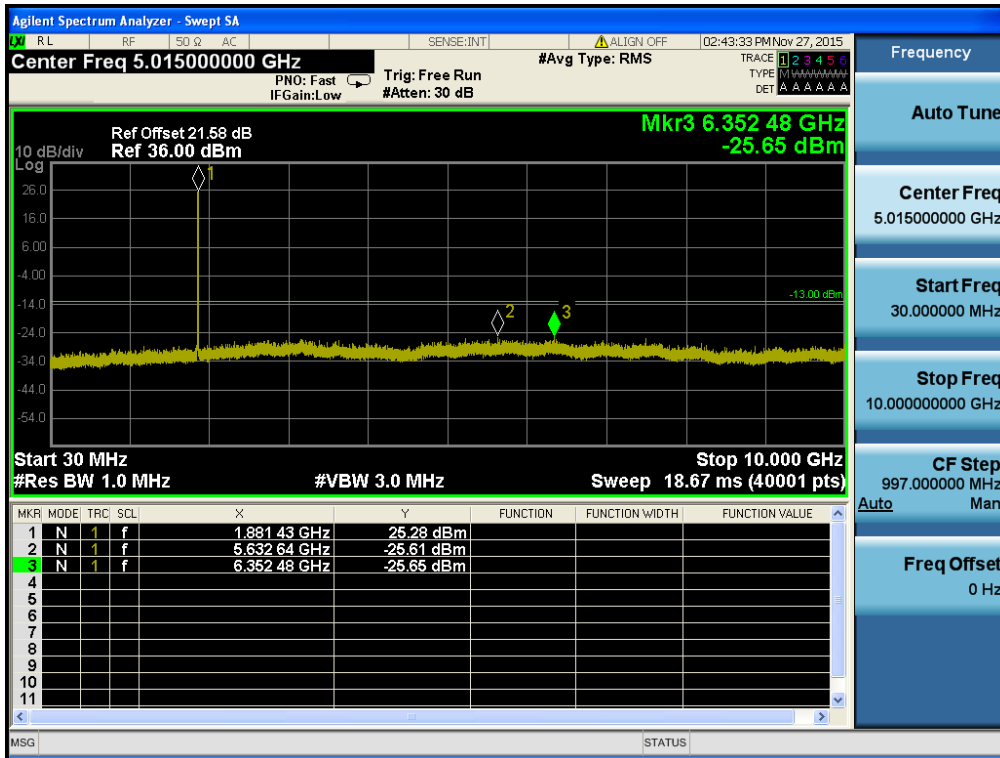 Agilent Spectrum Analyzer - Swept SA
LXI RL RF 50 Ω AC SENSE:INT ALIGN OFF 02:43:33 PM Nov 27, 2015
Center Freq 5.015000000 GHz
#Avg Type: RMS
TRACE 1 2 3 4 5 6
PNO: Fast
Trig: Free Run
TYPE M WWWWW
IFGain:Low
#Atten: 30 dB
DET A A A A A A
Mkr3 6.352 48 GHz
-25.65 dBm
Ref Offset 21.58 dB
10 dB/div Ref 36.00 dBm
Log
1
26.0
16.0
6.00
-4.00
-13.00 dBm
-14.0
2
3
-24.0
-34.0
-44.0
-54.0
Start 30 MHz
Stop 10.000 GHz
#Res BW 1.0 MHz
#VBW 3.0 MHz
Sweep 18.67 ms (40001 pts)
MKR MODE TRC SCL X Y FUNCTION FUNCTION WIDTH FUNCTION VALUE
1 N 1 f 1.881 43 GHz 25.28 dBm
2 N 1 f 5.632 64 GHz -25.61 dBm
3 N 1 f 6.352 48 GHz -25.65 dBm
4
5
6
7
8
9
10
11
MSG
STATUS
Frequency
Auto Tune
Center Freq
5.015000000 GHz
Start Freq
30.000000 MHz
Stop Freq
10.000000000 GHz
CF Step
997.000000 MHz
Auto Man
Freq Offset
0 Hz